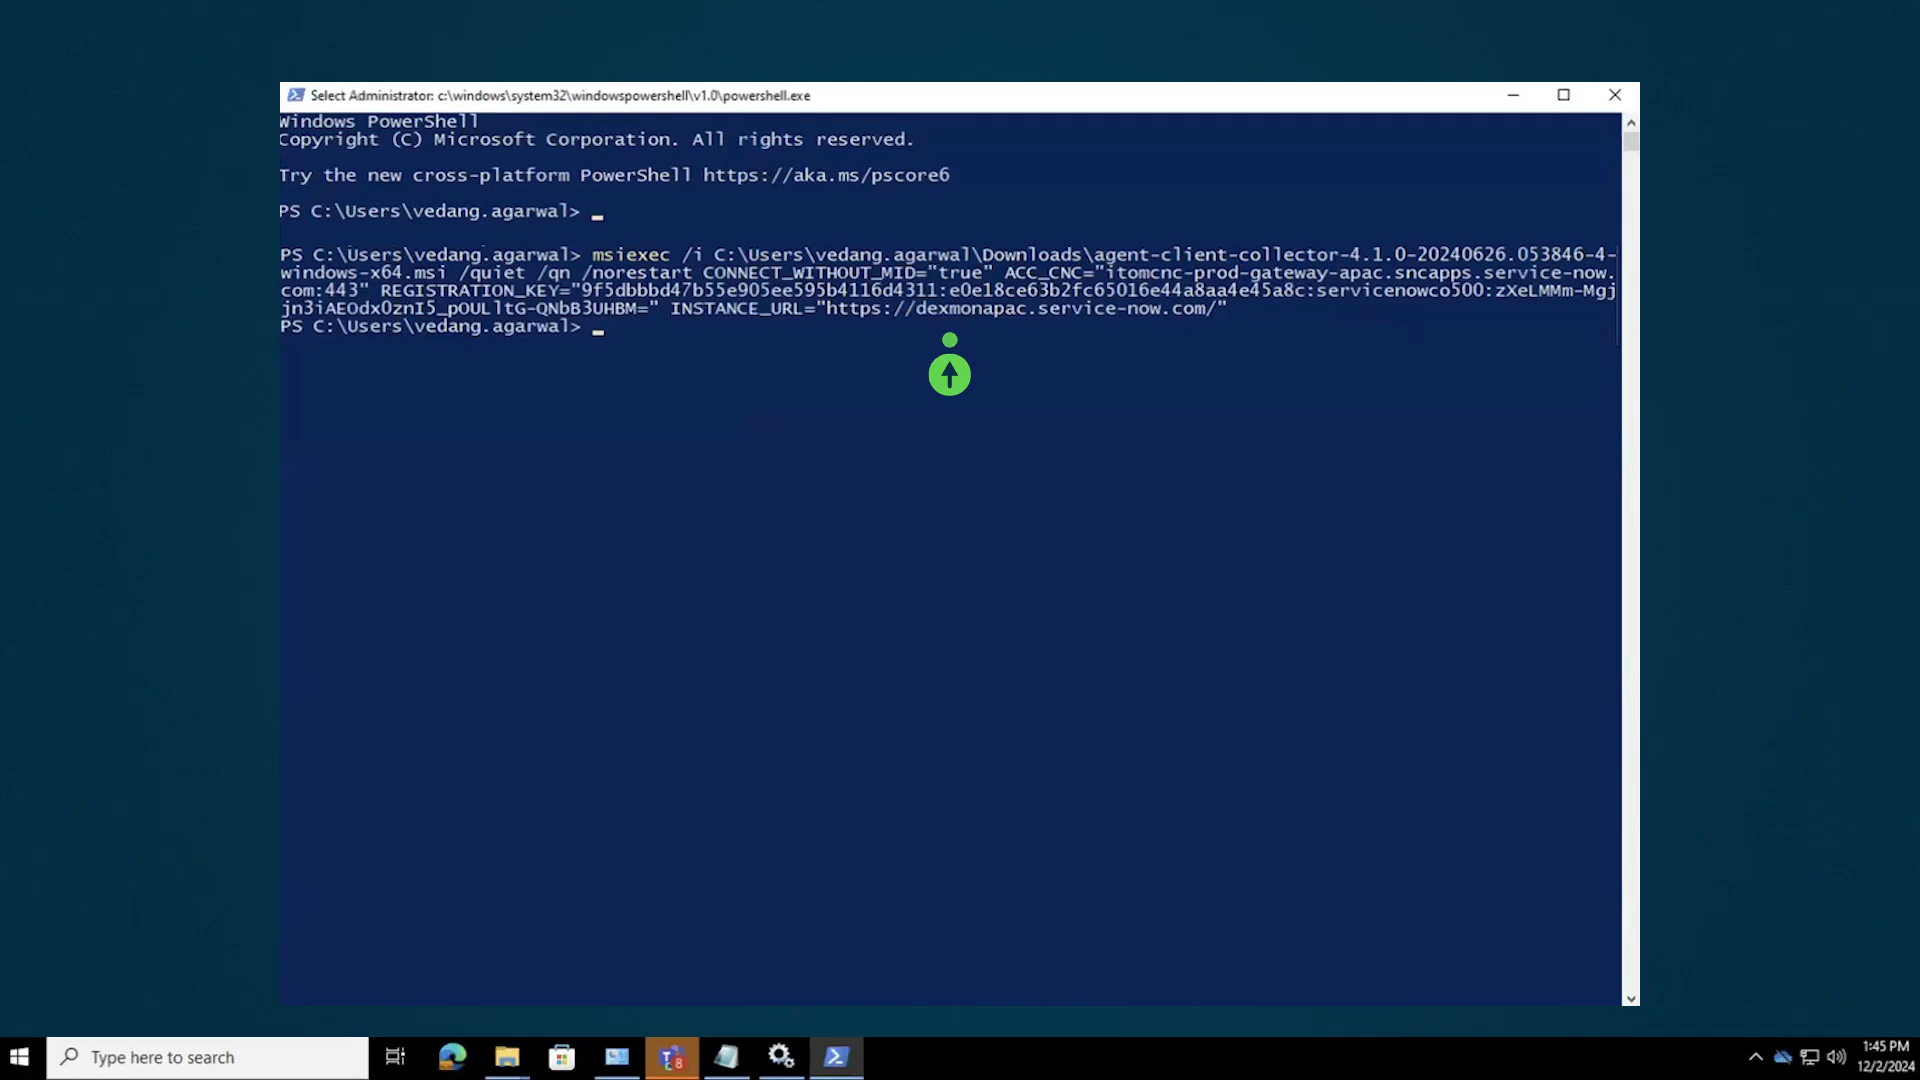 Select Administrator: c:\windows\system32\windowspowershell\v1.0\powershell.exe
Windows PowerShell
Copyright (C) Microsoft Corporation. All rights reserved.
Try the new cross-platform PowerShell https://aka.ms/pscore6
PS C:\Users\vedang.agarwal> _
PS C:\Users\vedang.agarwal> msiexec /i C:\Users\vedang.agarwal\Downloads\agent-client-collector-4.1.0-20240626.053846-4-
windows-x64.msi /quiet /qn /norestart CONNECT_WITHOUT_MID="true" ACC_CNC="itomcnc-prod-gateway-apac.sncapps.service-now.
com:443" REGISTRATION_KEY="9f5dbbbd47b55e905ee595b4116d4311:e0e18ce63b2fc65016e44a8aa4e45a8c:servicenowco500:zXeLMMm-Mgj
jn3iAEOdxOznI5_pOULltG-QNbB3UHBM=" INSTANCE_URL="https://dexmonapac.service-now.com/"
PS C:\Users\vedang.agarwal> _
Type here to search
T 8
1:45 PM
12/2/2024